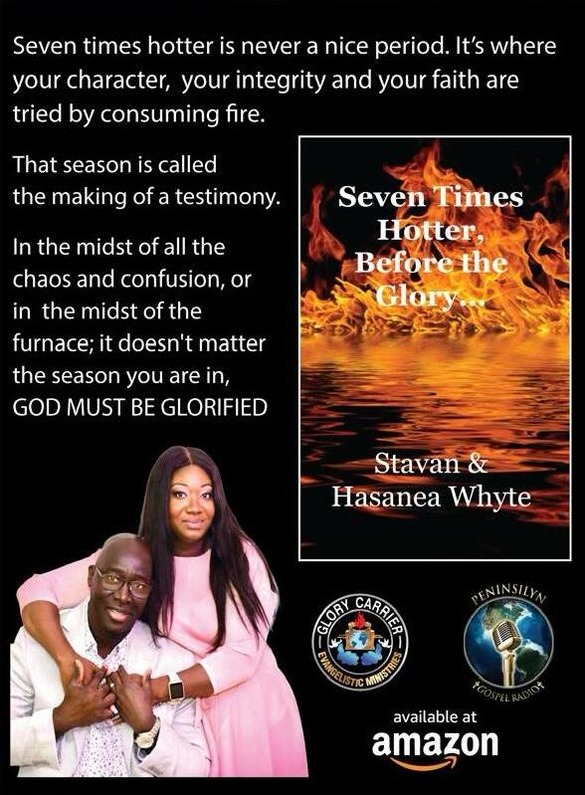 Seven times hotter is never a nice period. It's where
your character,  your integrity and your faith are
tried by consuming fire.
That season is called
the making of a testimony.
In the midst of all the
chaos and confusion, or
in  the midst of the
furnace; it doesn't matter
the season you are in,
GOD MUST BE GLORIFIED
Seven Times
Hotter,
Before the
Glory...
Stavan &
Hasanea Whyte
GLORY CARRIER
EVANGELISTIC MINISTRIES
PENINSILYN
GOSPEL RADIO
available at
amazon